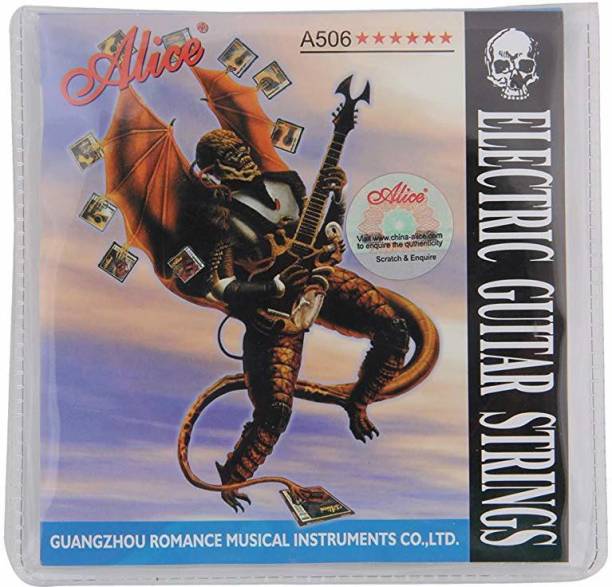 Alice®
A506 ★★★★★★
ELECTRIC GUITAR STRINGS
Alice®
Visit www.china-alice.com
to enquire the quthenticity
Scratch & Enquire
GUANGZHOU ROMANCE MUSICAL INSTRUMENTS CO.,LTD.